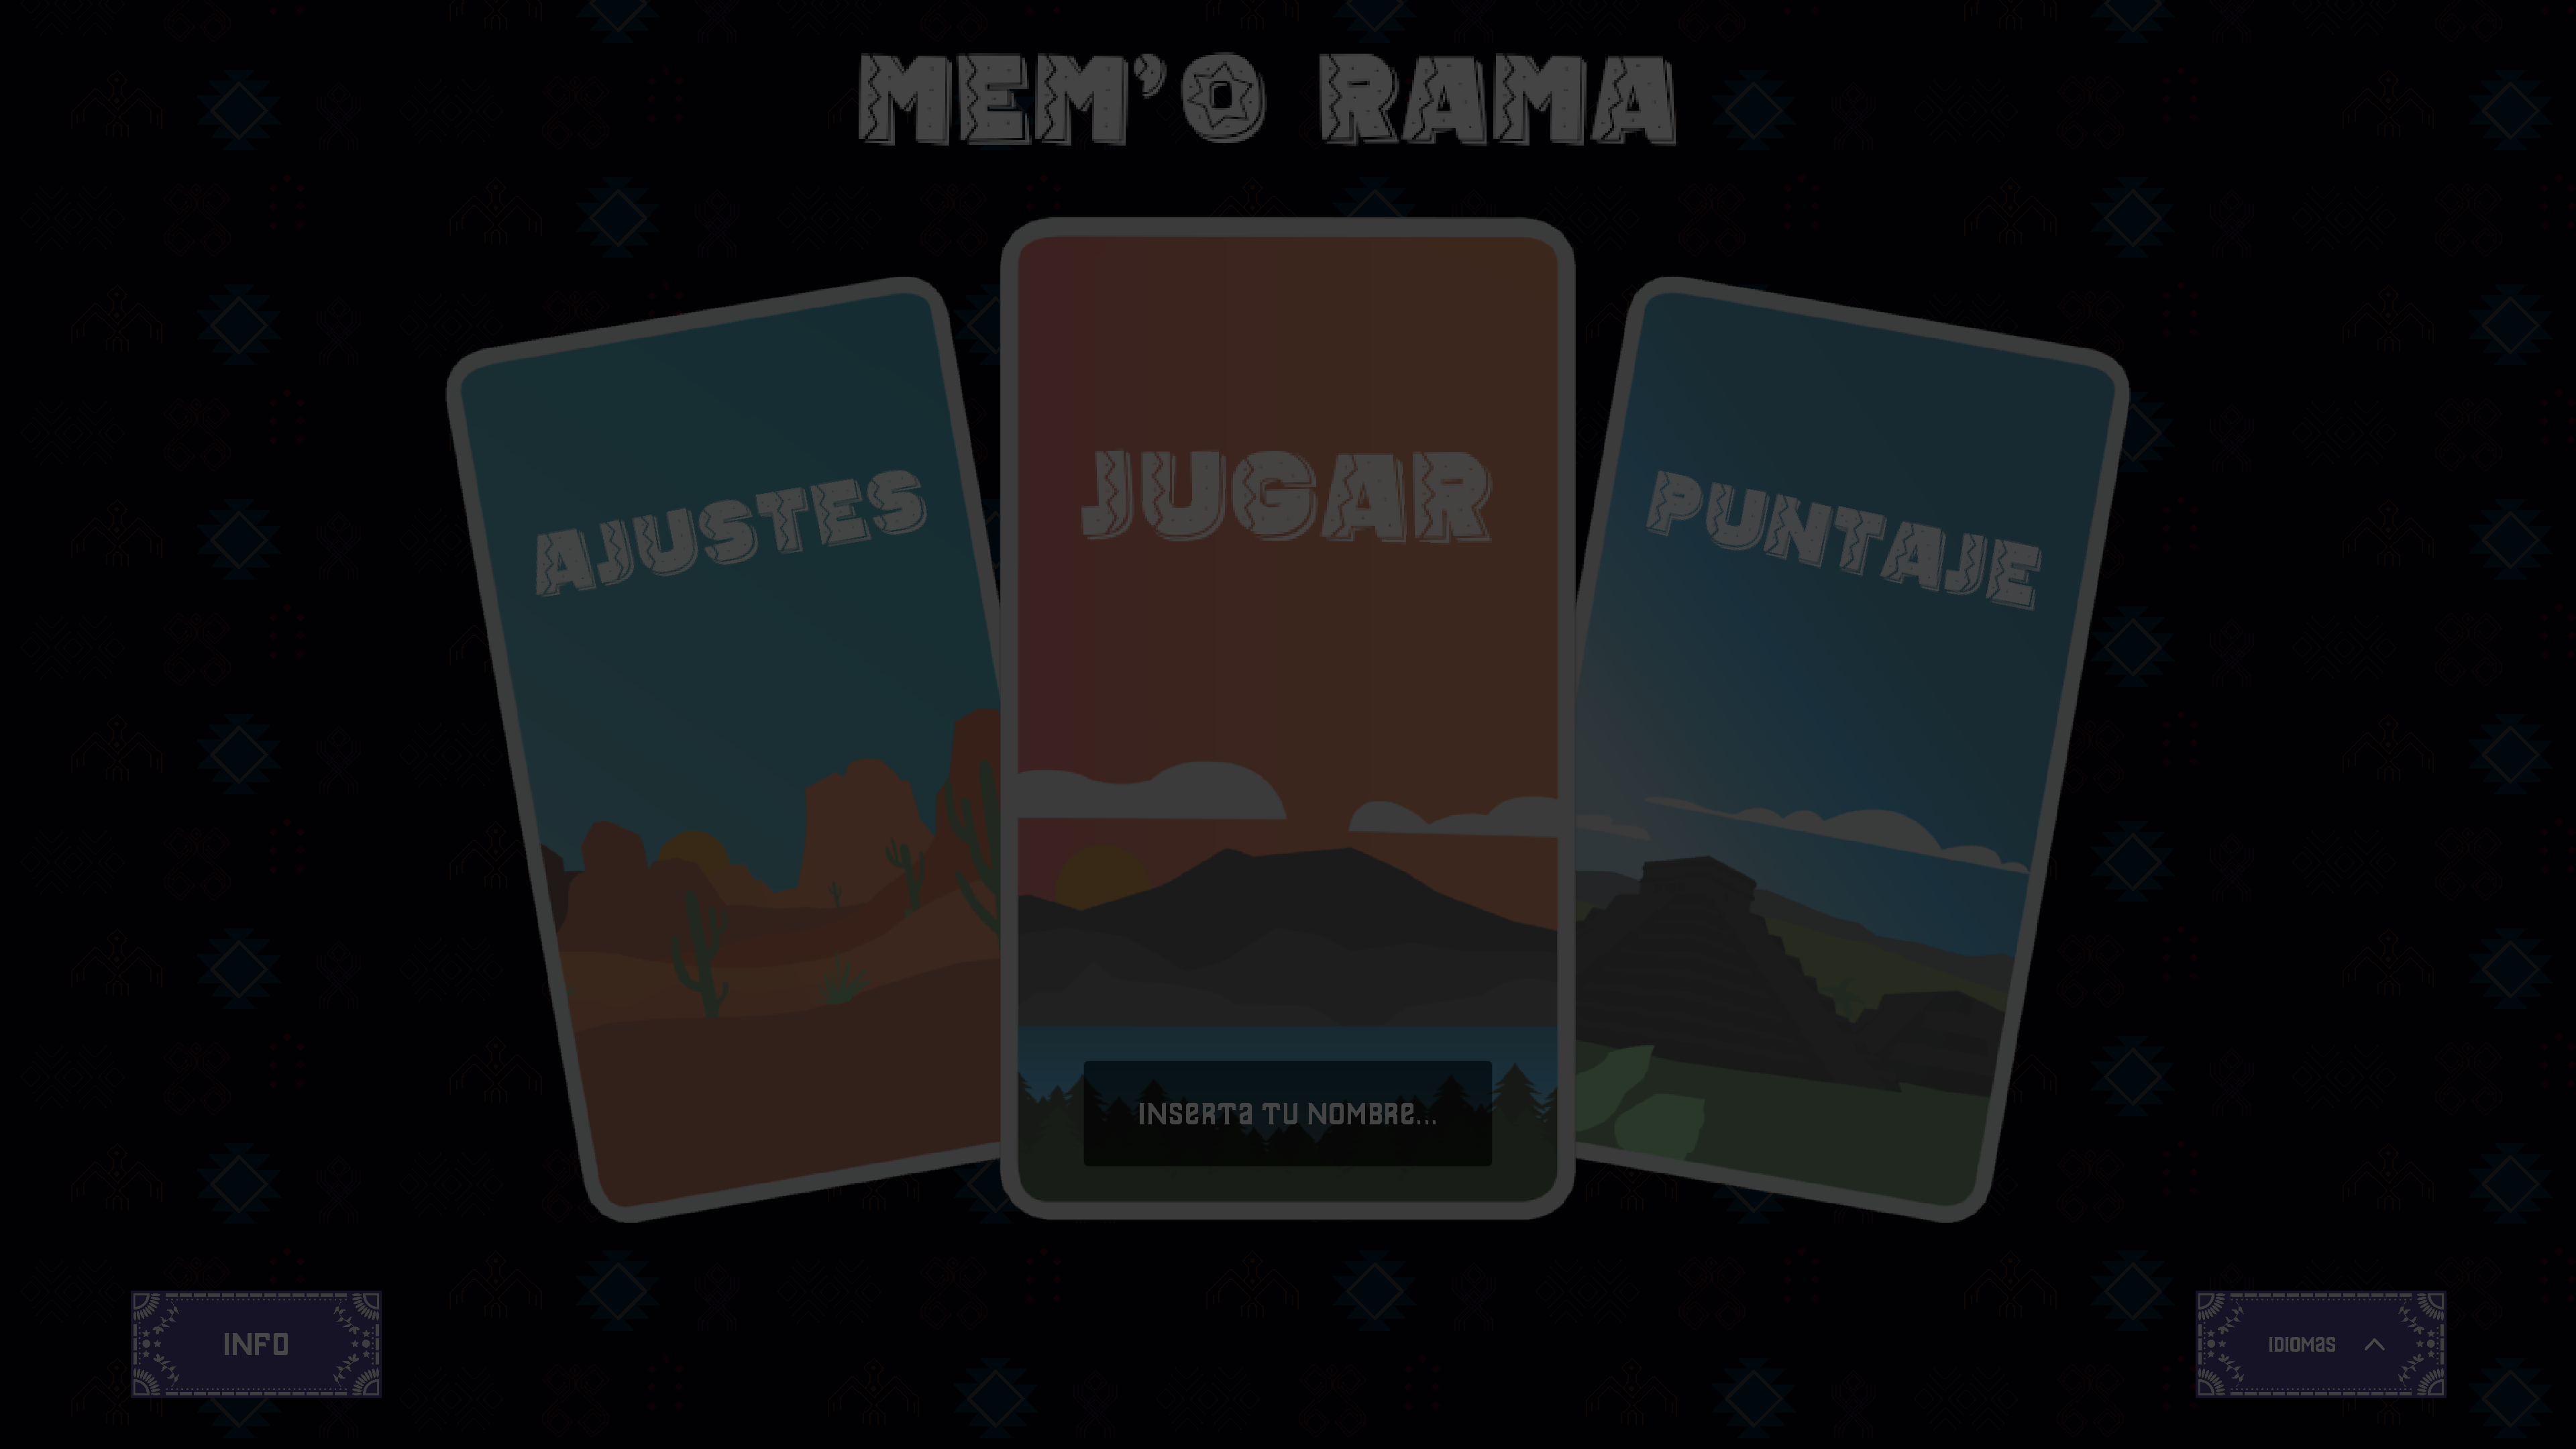 MEM'O RAMA
AJUSTES
JUGAR
PUNTAJE
INSERTA TU NOMBRE...
INFO
IDIOMAS